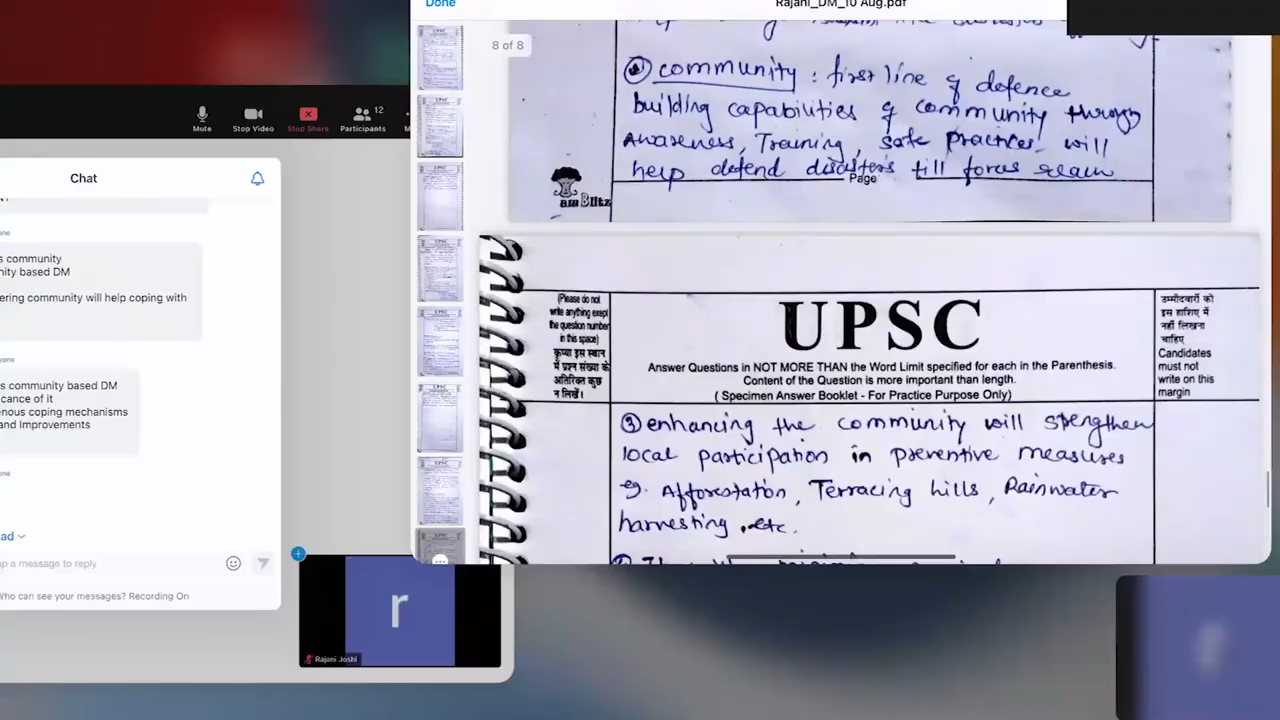 Done
Rajani_DM_10 Aug.pdf
8 of 8
Mute
Stop Video
Stop Share
Participants
12
Chat
s community
ity based DM
ering community will help coping with
yone
s community based DM
cance of it
enous coping mechanisms
and Improvements
ad
p a message to reply
Who can see your messages? Recording On
r
Rajani Joshi
community : first line of defence
building capabilities of community through
awareness, Training, safe practices will
help defend disasters till forces
Page
am Blitz
(Please do not
write anything exept
the question number
in this space)
कृप्या इस स्थान
में प्रश्न संख्या के
अतिरिक्त कुछ
न लिखें।
UPSC
Answer Questions in NOT MORE THAN the Word Limit specified for each in the Parenthesis.
Content of the Question is more important than length.
( Specimen Answer Booklet - For Practice Purpose Only)
उम्मीदवारों को
इस हाशिए में
नहीं लिखना
चाहिए
Candidates
must not
write on this
margin
③ enhancing the community will strengthen
local participation in preventive measures
eg. Afforestation Terracing hills, Rainwater
harvesting .etc.